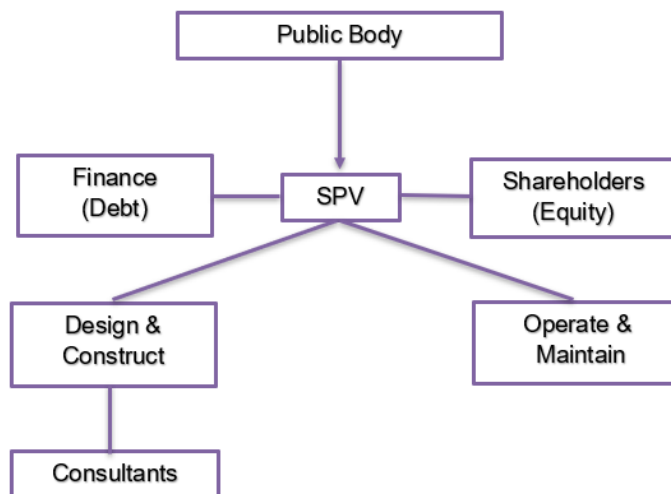 Public Body
Finance
(Debt)
SPV
Shareholders
(Equity)
Design &
Construct
Operate &
Maintain
Consultants